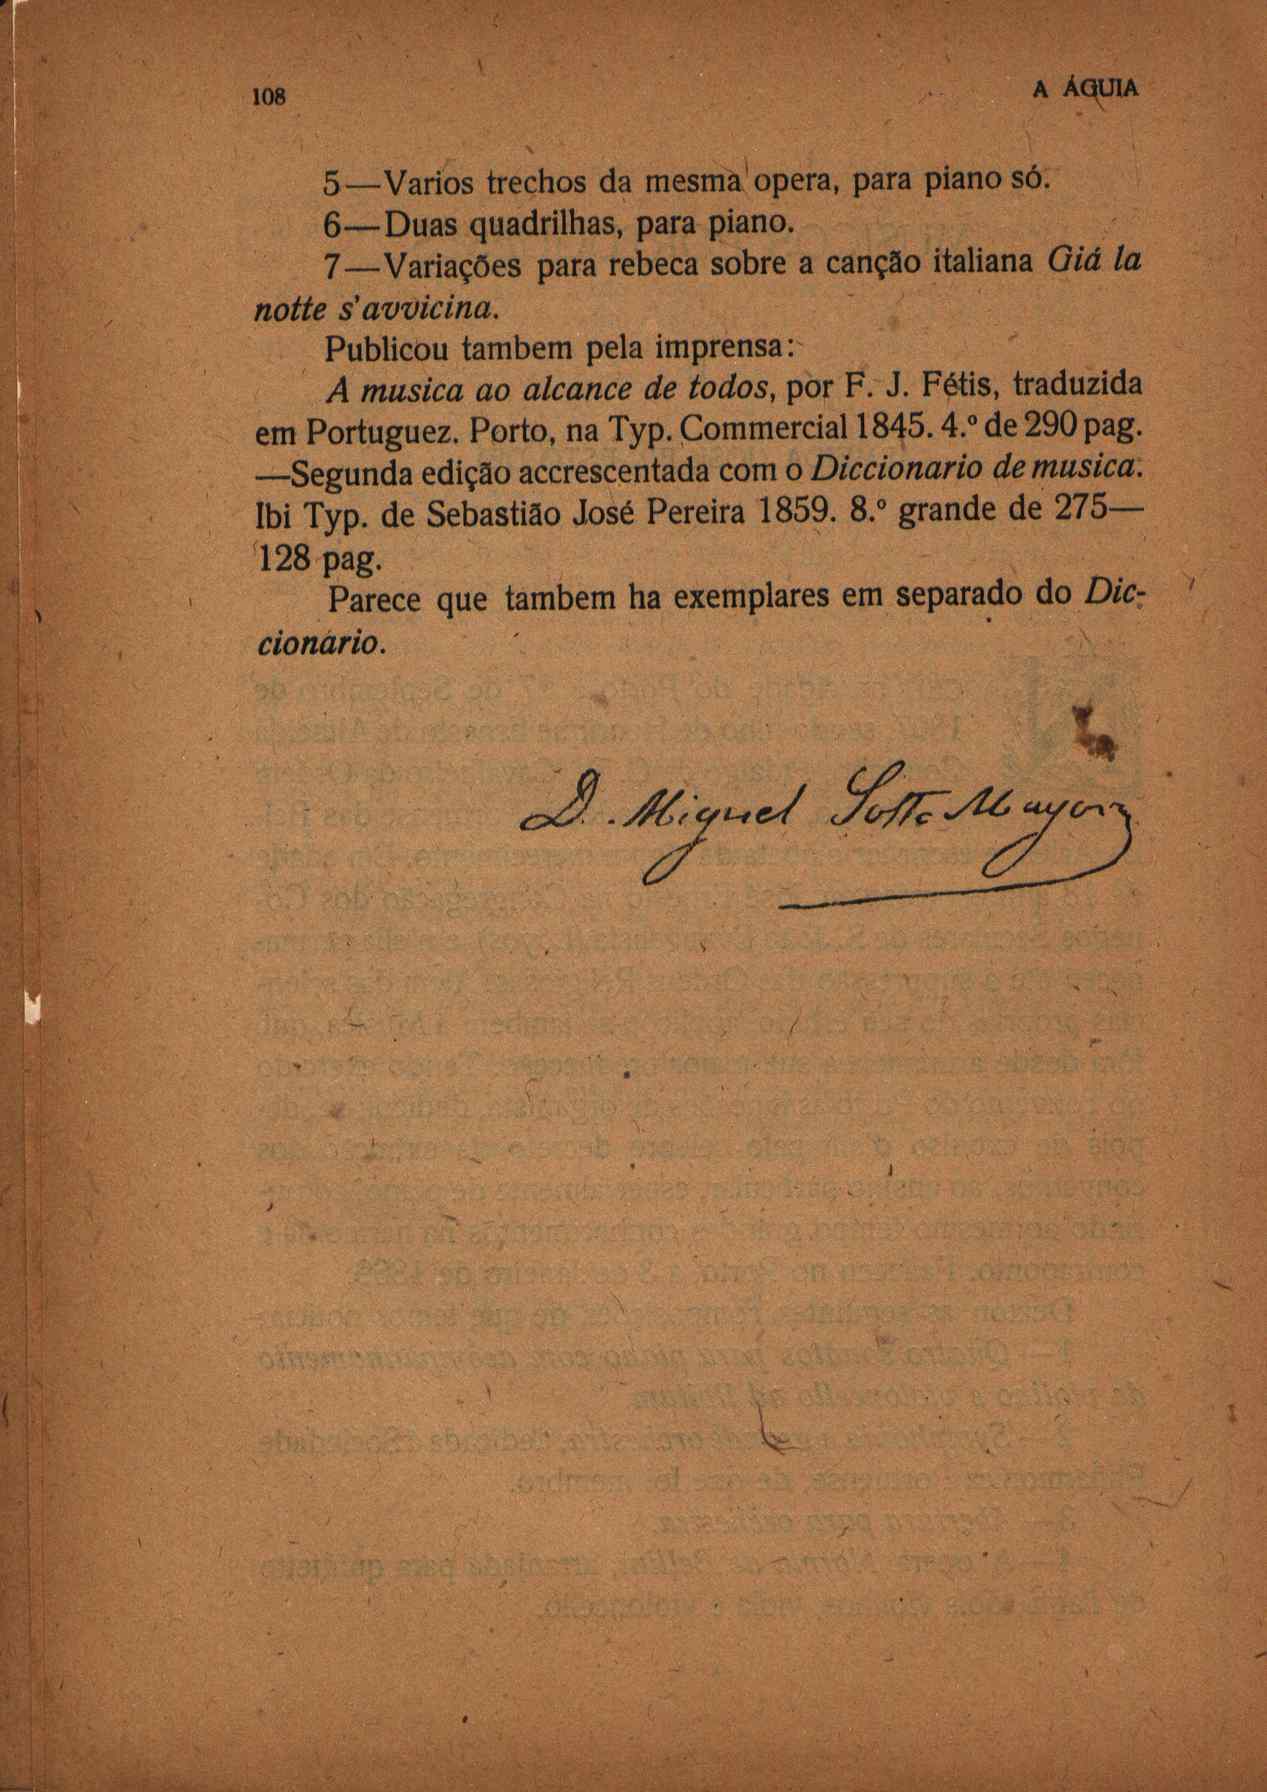 108
A ÁGUIA
5—Varios trechos da mesma opera, para piano só.
6—Duas quadrilhas, para piano.
7—Variações para rebeca sobre a canção italiana Giá la
notte s'avvicina.
Publicou tambem pela imprensa:
A musica ao alcance de todos, por F. J. Fétis, traduzida
em Portuguez. Porto, na Typ. Commercial 1845. 4.º de 290 pag.
—Segunda edição accrescentada com o Diccionario de musica.
Ibi Typ. de Sebastião José Pereira 1859. 8.º grande de 275—
128 pag.
Parece que tambem ha exemplares em separado do Dic-
cionario.
D. Miguel Sotto Mayor